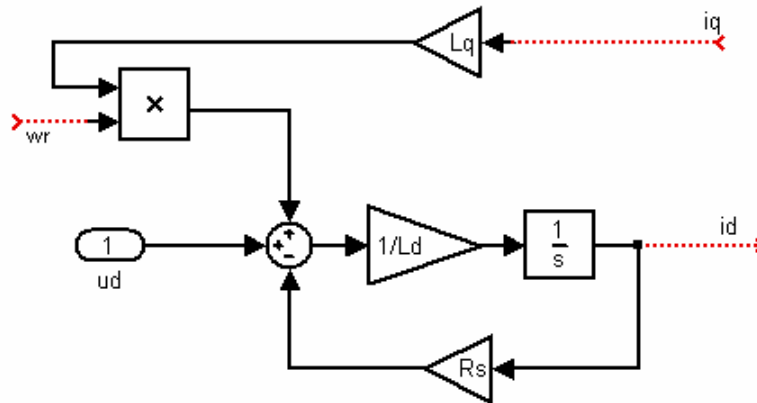 iq
Lq
×
wr
+
+
-
1
ud
1/Ld
1
s
id
Rs